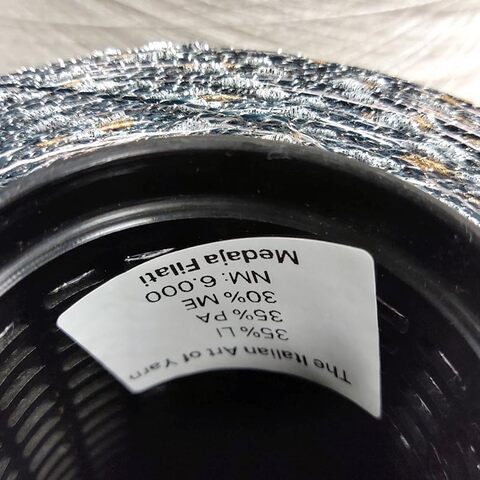 Medaja Filati
NM: 6.000
30% ME
35% PA
35% LI
The Italian Art of Yarn